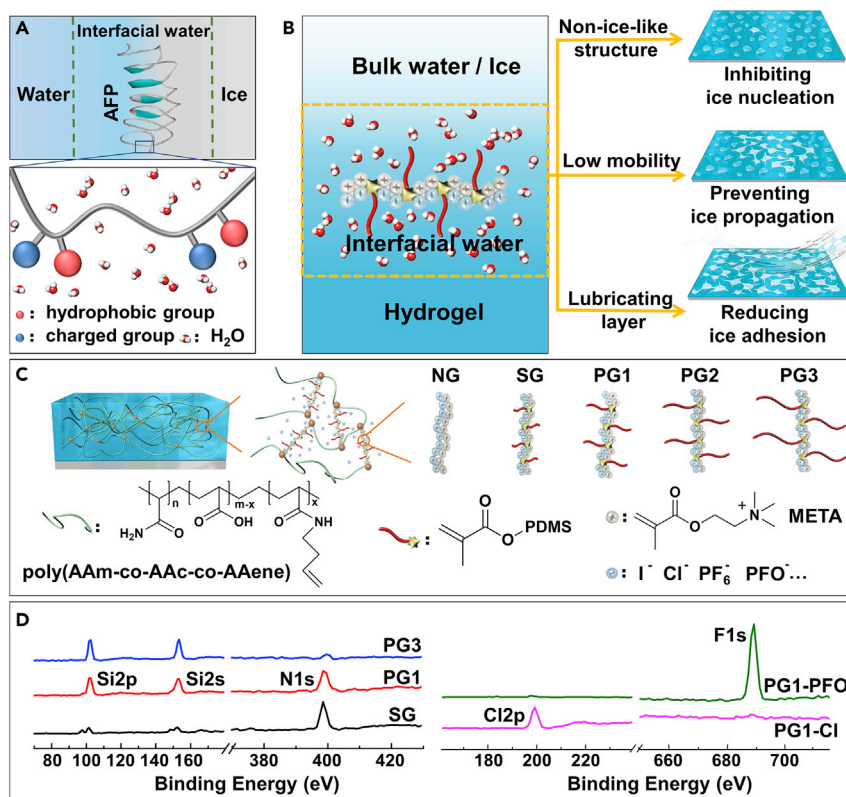 A
Interfacial water
Water
AFP
Ice
: hydrophobic group
: charged group : H₂O
B
Bulk water / Ice
Interfacial water
Hydrogel
Non-ice-like
structure
Inhibiting
ice nucleation
Low mobility
Preventing
ice propagation
Lubricating
layer
Reducing
ice adhesion
C
NG SG PG1 PG2 PG3
n m-x x
H₂N O O OH O NH
poly(AAm-co-AAc-co-AAene)
:
O O PDMS
:
O O N + META
: I⁻ Cl⁻ PF₆⁻ PFO⁻...
D
PG3
Si2p Si2s N1s PG1
SG
80 100 120 140 160 380 400 420
Binding Energy (eV)
F1s
PG1-PFO
Cl2p
PG1-Cl
180 200 220 660 680 700
Binding Energy (eV)